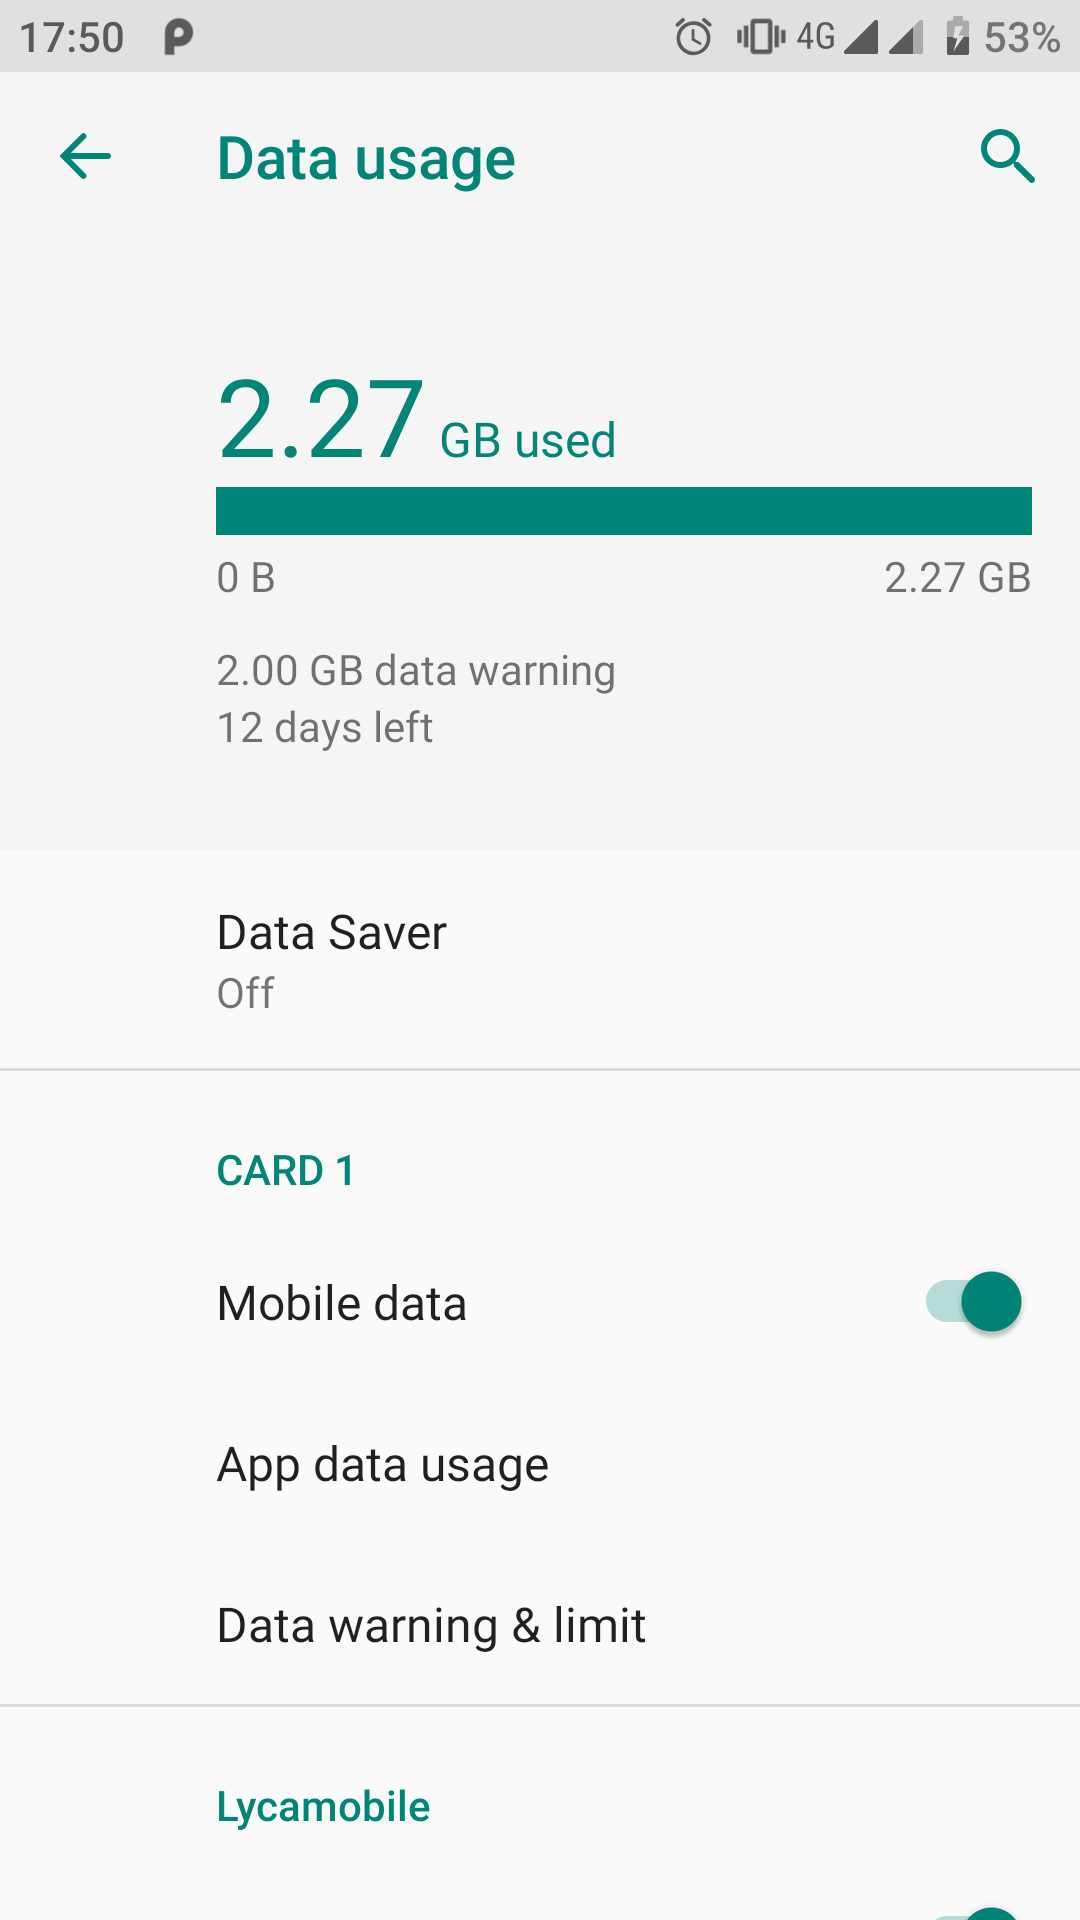 17:50 4G 53%
Data usage
2.27 GB used
0 B 2.27 GB
2.00 GB data warning
12 days left
Data Saver
Off
CARD 1
Mobile data
App data usage
Data warning & limit
Lycamobile